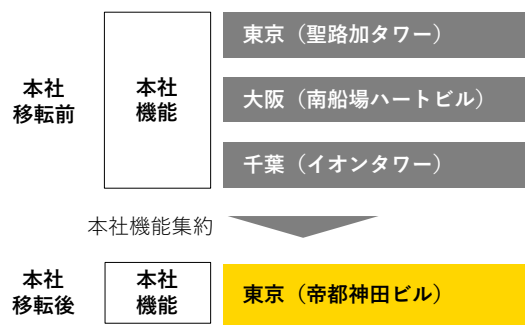 本社
移転前
本社
機能
東京（聖路加タワー）
大阪（南船場ハートビル）
千葉（イオンタワー）
本社機能集約
本社
移転後
本社
機能
東京（帝都神田ビル）